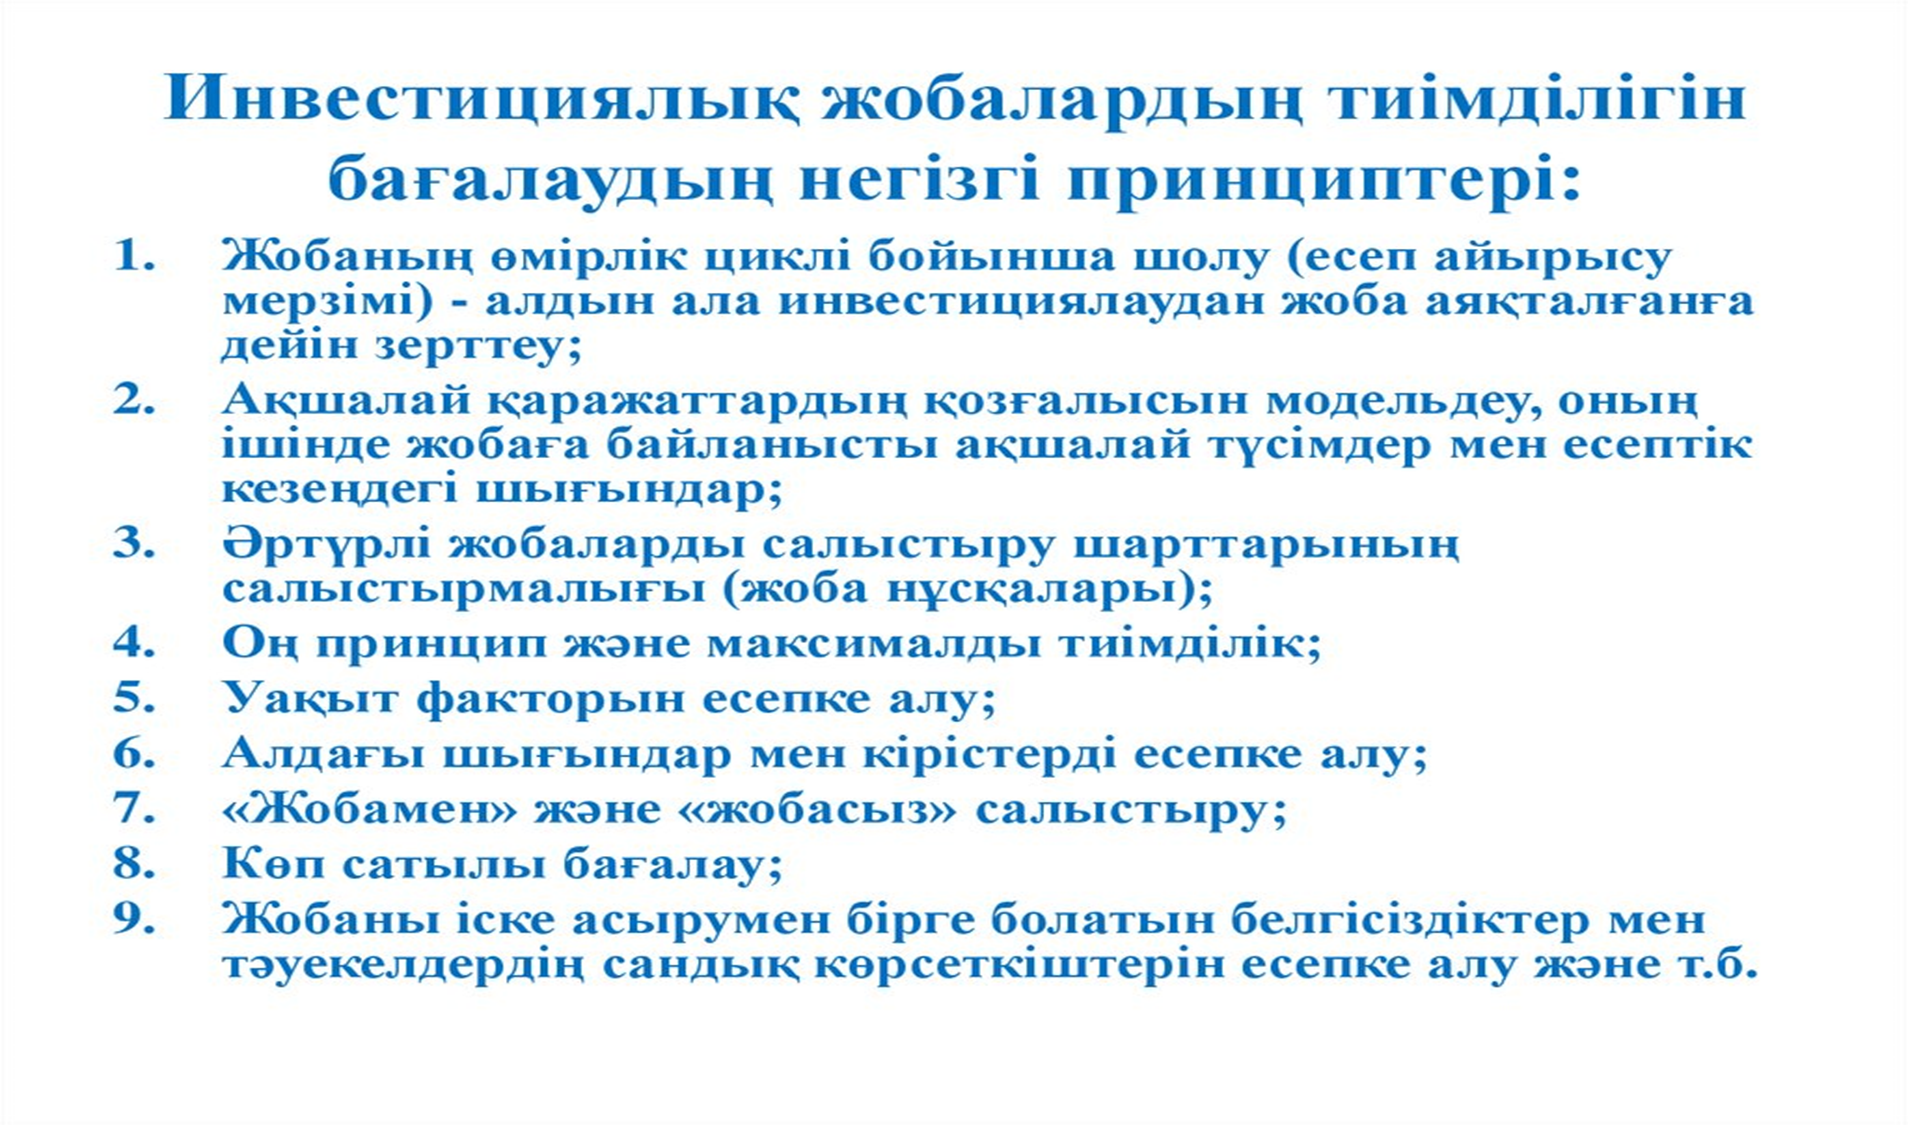 Инвестициялық жобалардың тиімділігін
бағалаудың негізгі принциптері:
1. Жобаның өмірлік циклі бойынша шолу (есеп айырысу
мерзімі) - алдын ала инвестициялаудан жоба аяқталғанға
дейін зерттеу;
2. Ақшалай қаражаттардың қозғалысын модельдеу, оның
ішінде жобаға байланысты ақшалай түсімдер мен есептік
кезеңдегі шығындар;
3. Әртүрлі жобаларды салыстыру шарттарының
салыстырмалығы (жоба нұсқалары);
4. Оң принцип және максималды тиімділік;
5. Уақыт факторын есепке алу;
6. Алдағы шығындар мен кірістерді есепке алу;
7. «Жобамен» және «жобасыз» салыстыру;
8. Көп сатылы бағалау;
9. Жобаны іске асырумен бірге болатын белгісіздіктер мен
тәуекелдердің сандық көрсеткіштерін есепке алу және т.б.